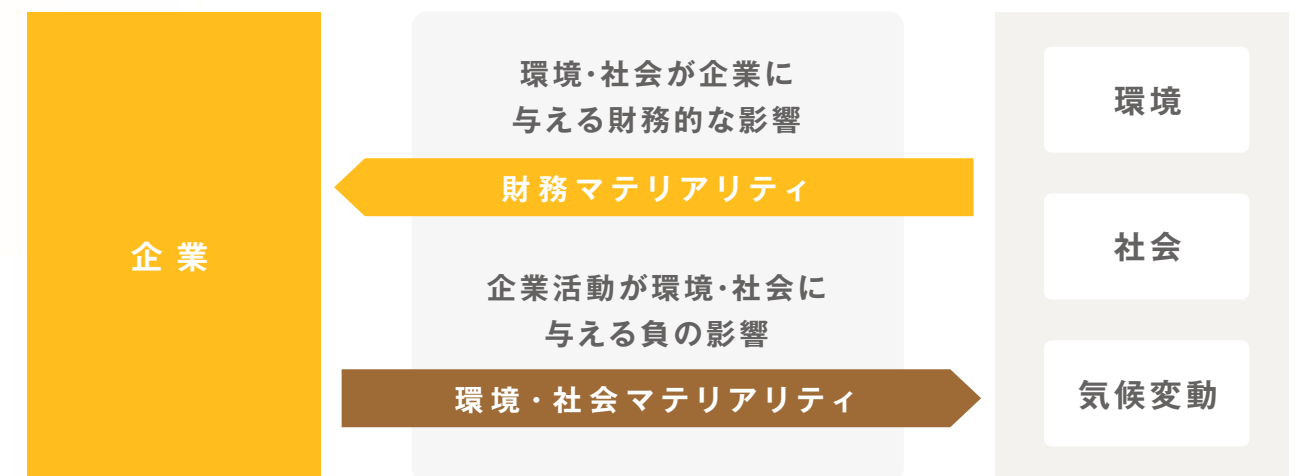 企業
環境･社会が企業に
与える財務的な影響
財務マテリアリティ
企業活動が環境･社会に
与える負の影響
環境・社会マテリアリティ
環境
社会
気候変動